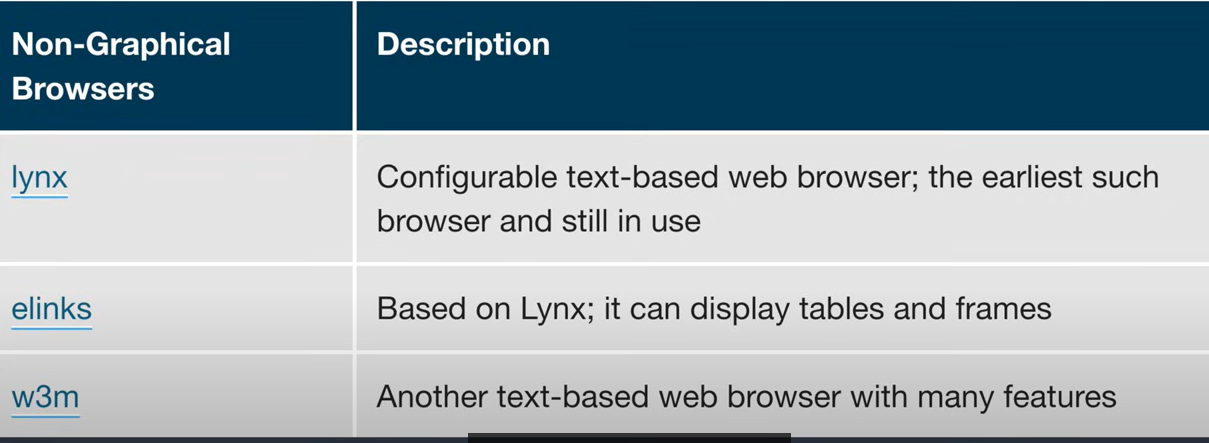 Non-Graphical
Browsers
Description
lynx
Configurable text-based web browser; the earliest such
browser and still in use
elinks
Based on Lynx; it can display tables and frames
w3m
Another text-based web browser with many features